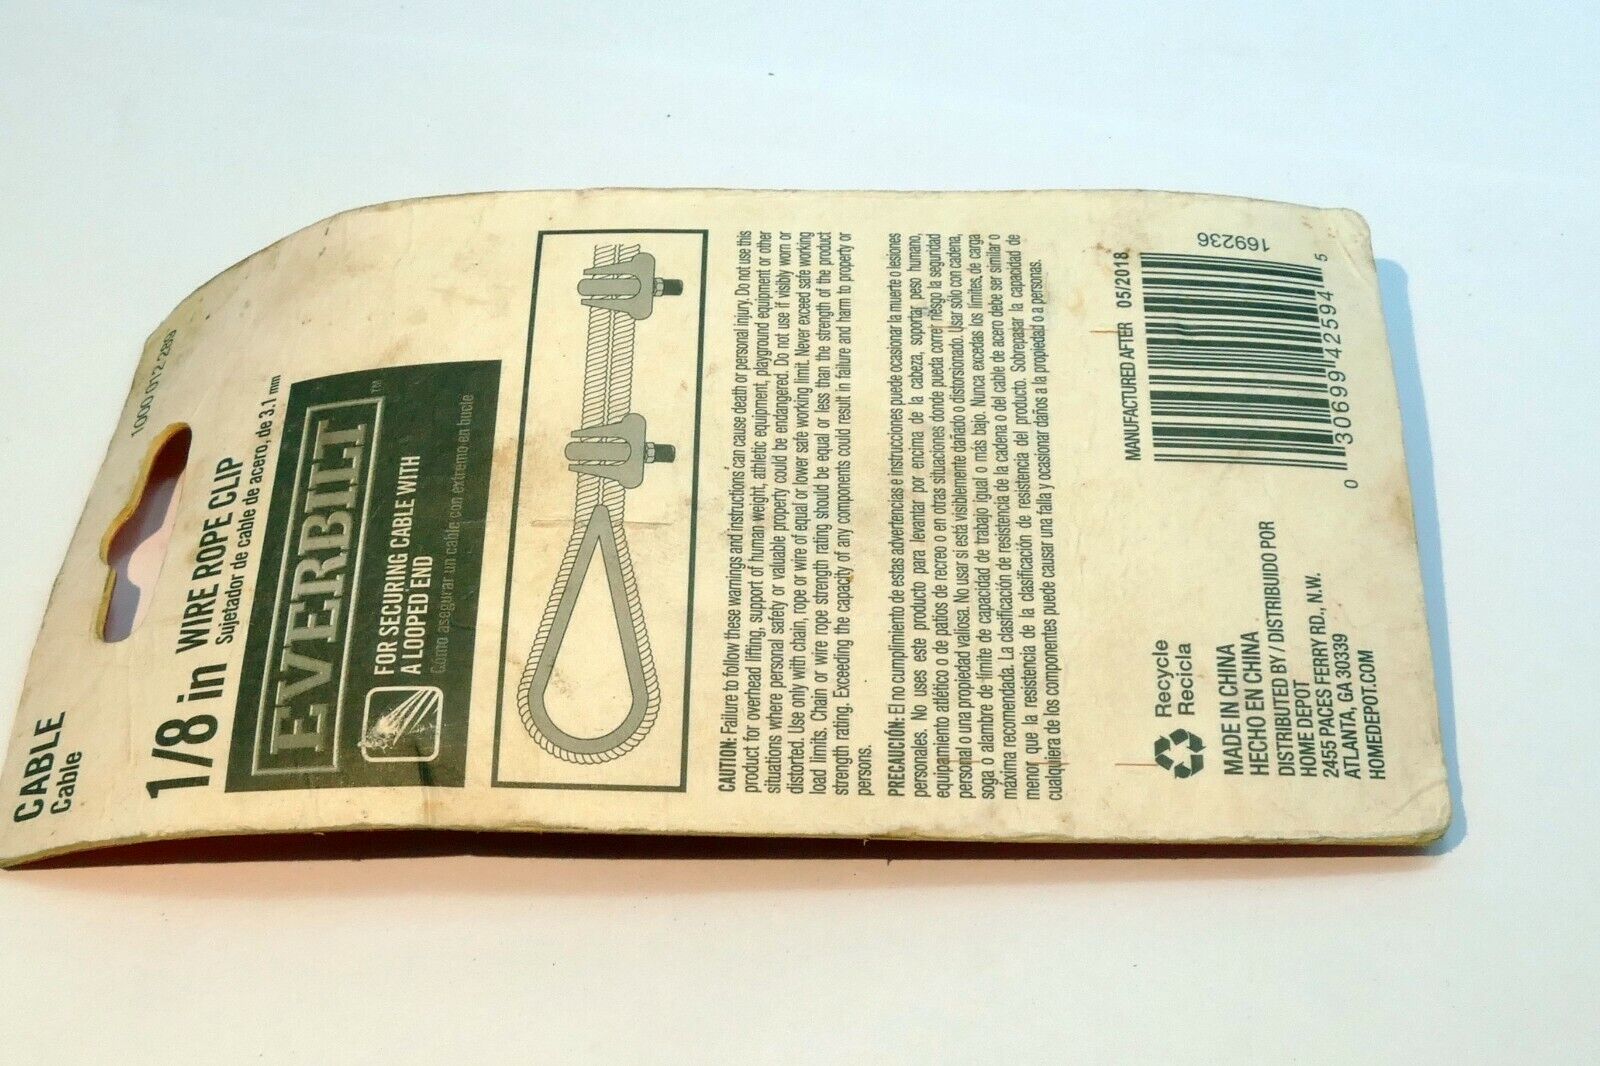 CABLE
Cable
1000 012 289
1/8 in WIRE ROPE CLIP
Sujetador de cable de acero, de 3.1 mm
EVERBILT™
FOR SECURING CABLE WITH
A LOOPED END
Como asegurar un cable con extremo en bucle
CAUTION: Failure to follow these warnings and instructions can cause death or personal injury. Do not use this
product for overhead lifting, support of human weight, athletic equipment, playground equipment or other
situations where personal safety or valuable property could be endangered. Do not use if visibly worn or
distorted. Use only with chain, rope or wire of equal or lower safe working limit. Never exceed safe working
load limits. Chain or wire rope strength rating should be equal or less than the strength of the product
strength rating. Exceeding the capacity of any components could result in failure and harm to property or
persons.
PRECAUCIÓN: El no cumplimiento de estas advertencias e instrucciones puede ocasionar la muerte o lesiones
personales. No uses este producto para levantar por encima de la cabeza, soportar peso humano,
equipamiento atlético o de patios de recreo o en otras situaciones donde pueda correr riesgo la seguridad
personal o una propiedad valiosa. No usar si está visiblemente dañado o distorsionado. Usar sólo con cadena,
soga o alambre de límite de capacidad de trabajo igual o más bajo. Nunca excedas los límites de carga
máxima recomendada. La clasificación de resistencia de la cadena o del cable de acero debe ser similar o
menor que la resistencia de la clasificación de resistencia del producto. Sobrepasar la capacidad de
cualquiera de los componentes puede causar una falla y ocasionar daños a la propiedad o a personas.
Recycle
Recicla
MADE IN CHINA
HECHO EN CHINA
DISTRIBUTED BY / DISTRIBUIDO POR
HOME DEPOT
2455 PACES FERRY RD., N.W.
ATLANTA, GA 30339
HOMEDEPOT.COM
MANUFACTURED AFTER 05/2018
0 30699 42594 5
169236